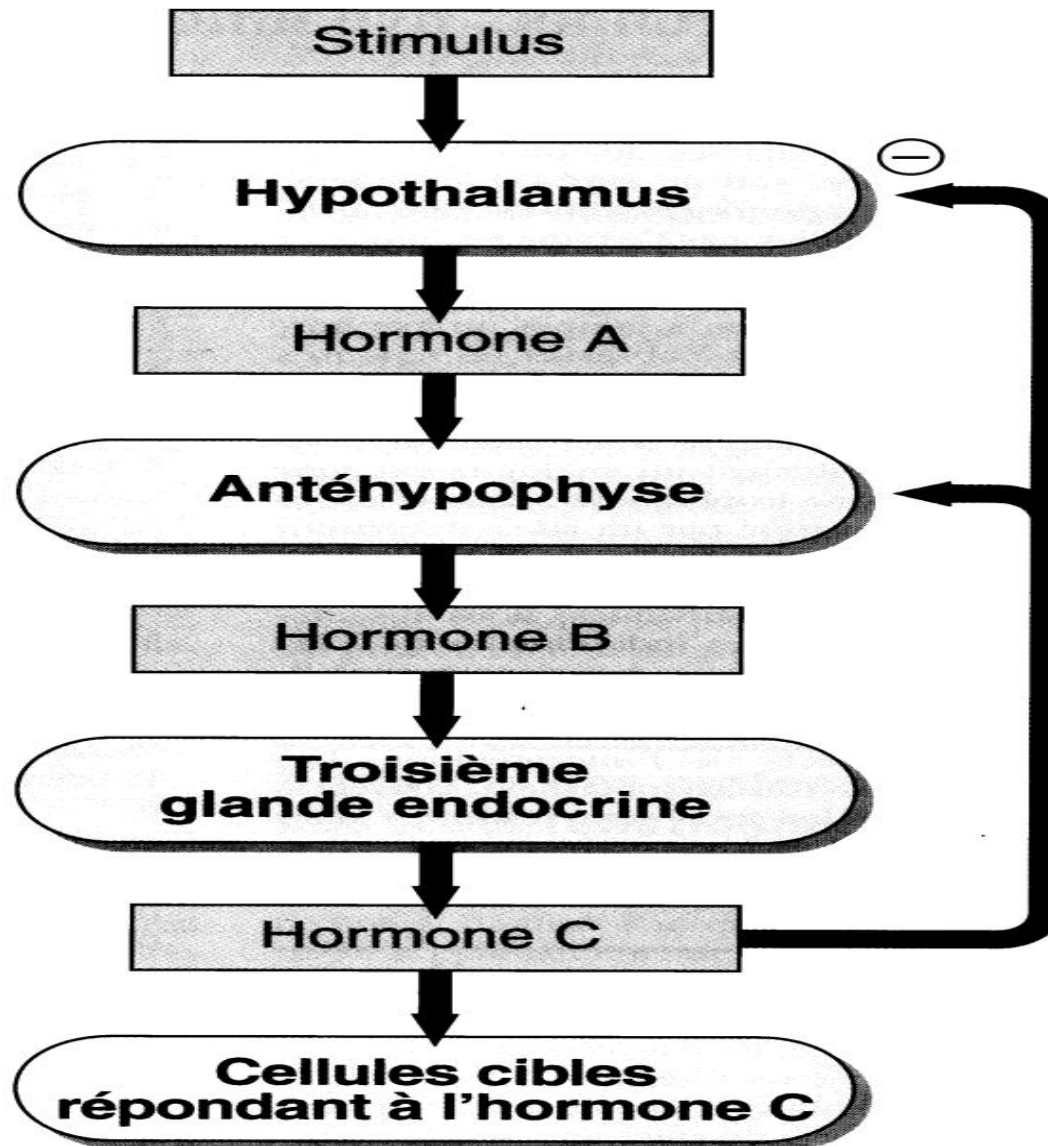 Stimulus
Hypothalamus
Hormone A
Antéhypophyse
Hormone B
Troisième
glande endocrine
Hormone C
Cellules cibles
répondant à l'hormone C